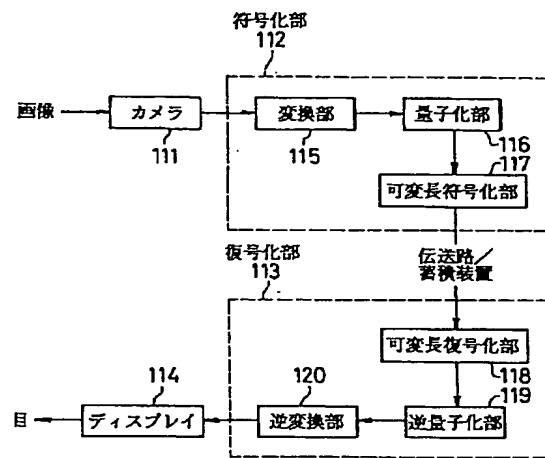 符号化部
112
画像
カメラ
111
変換部
115
量子化部
116
117
可変長符号化部
伝送路/
蓄積装置
復号化部
113
可変長復号化部
118
119
逆量子化部
120
逆変換部
114
ディスプレイ
目